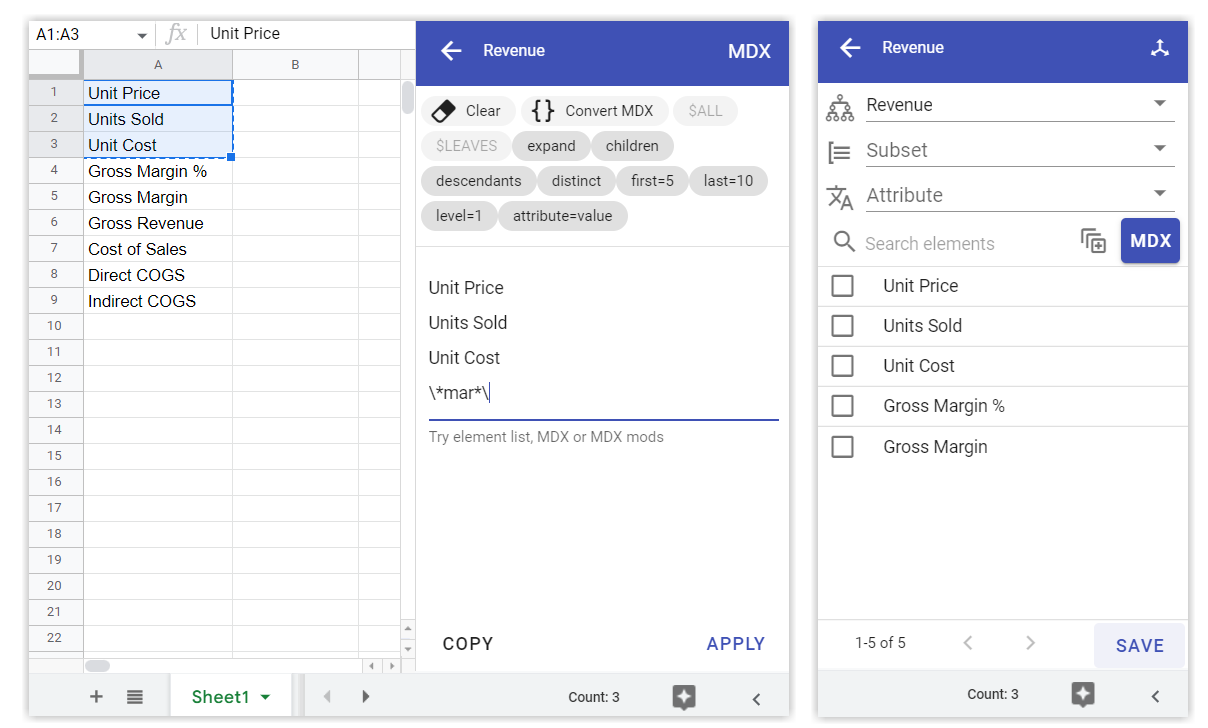 A1:A3 fx Unit Price
A B
1 Unit Price
2 Units Sold
3 Unit Cost
4 Gross Margin %
5 Gross Margin
6 Gross Revenue
7 Cost of Sales
8 Direct COGS
9 Indirect COGS
10
11
12
13
14
15
16
17
18
19
20
21
22
Sheet1
Revenue MDX
Clear {} Convert MDX $ALL
$LEAVES expand children
descendants distinct first=5 last=10
level=1 attribute=value
Unit Price
Units Sold
Unit Cost
\*mar*\
Try element list, MDX or MDX mods
COPY APPLY
Count: 3
Revenue
Revenue
Subset
Attribute
Search elements MDX
Unit Price
Units Sold
Unit Cost
Gross Margin %
Gross Margin
1-5 of 5
SAVE
Count: 3